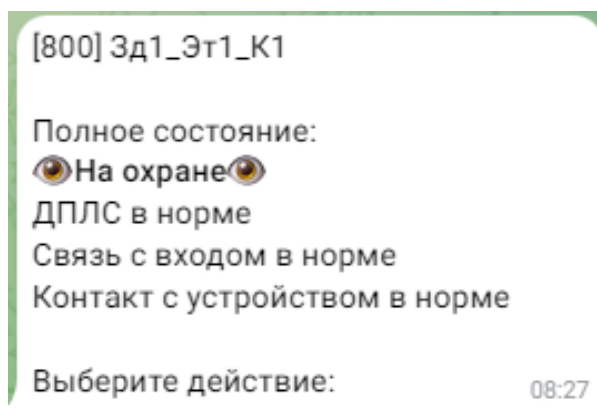 [800] Зд1_Эт1_К1
Полное состояние:
👁На охране👁
ДПЛС в норме
Связь с входом в норме
Контакт с устройством в норме
Выберите действие:
08:27